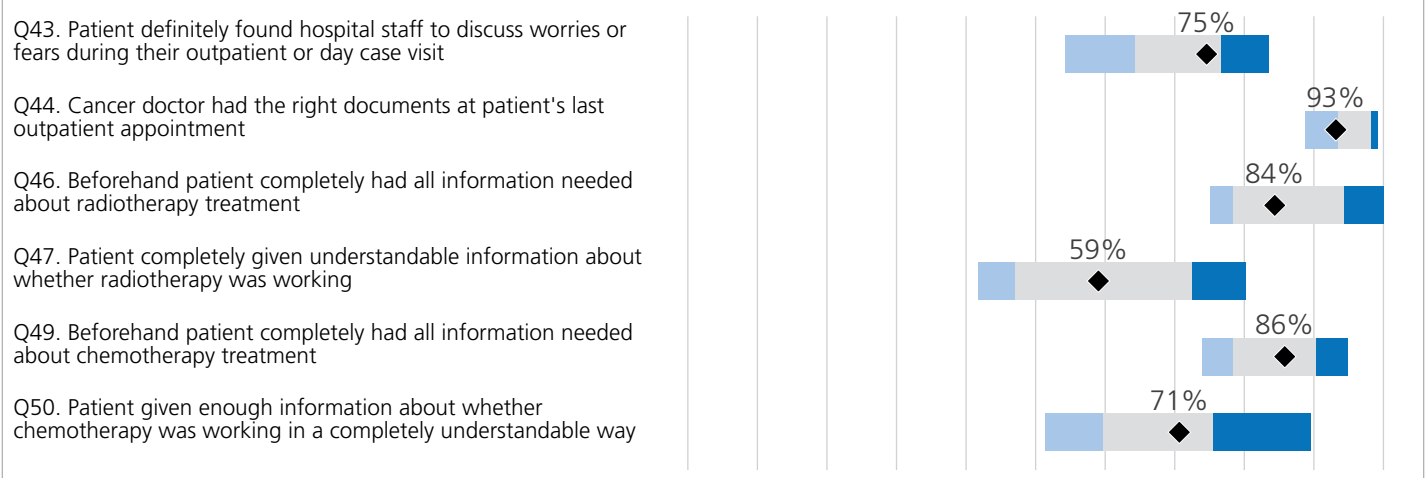 Q43. Patient definitely found hospital staff to discuss worries or
fears during their outpatient or day case visit
75%
Q44. Cancer doctor had the right documents at patient's last
outpatient appointment
93%
Q46. Beforehand patient completely had all information needed
about radiotherapy treatment
84%
Q47. Patient completely given understandable information about
whether radiotherapy was working
59%
Q49. Beforehand patient completely had all information needed
about chemotherapy treatment
86%
Q50. Patient given enough information about whether
chemotherapy was working in a completely understandable way
71%